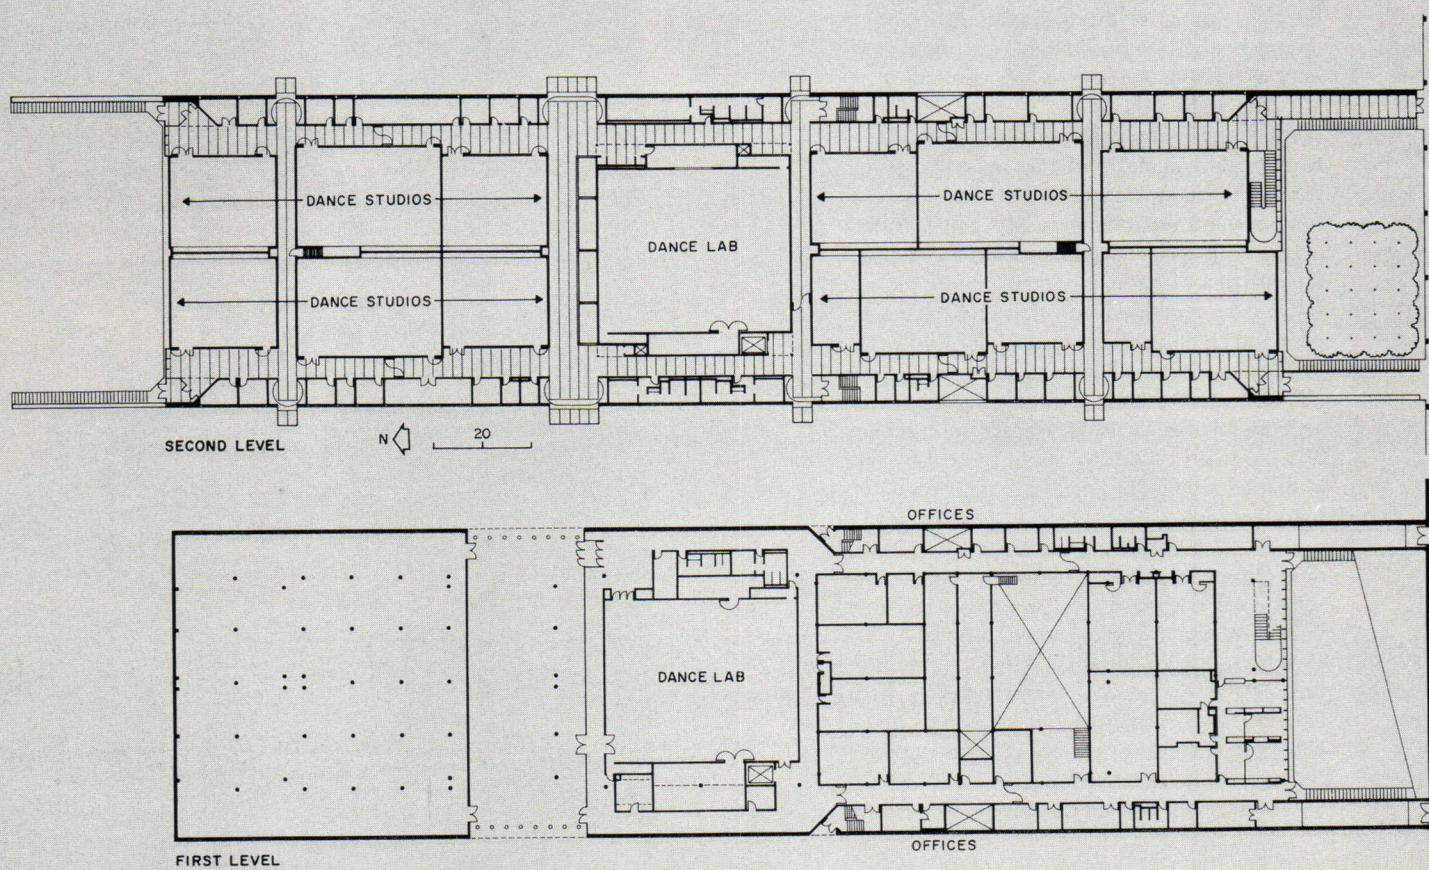 DANCE STUDIOS
DANCE STUDIOS
DANCE LAB
DANCE STUDIOS
DANCE STUDIOS
SECOND LEVEL
N
20
OFFICES
DANCE LAB
OFFICES
FIRST LEVEL